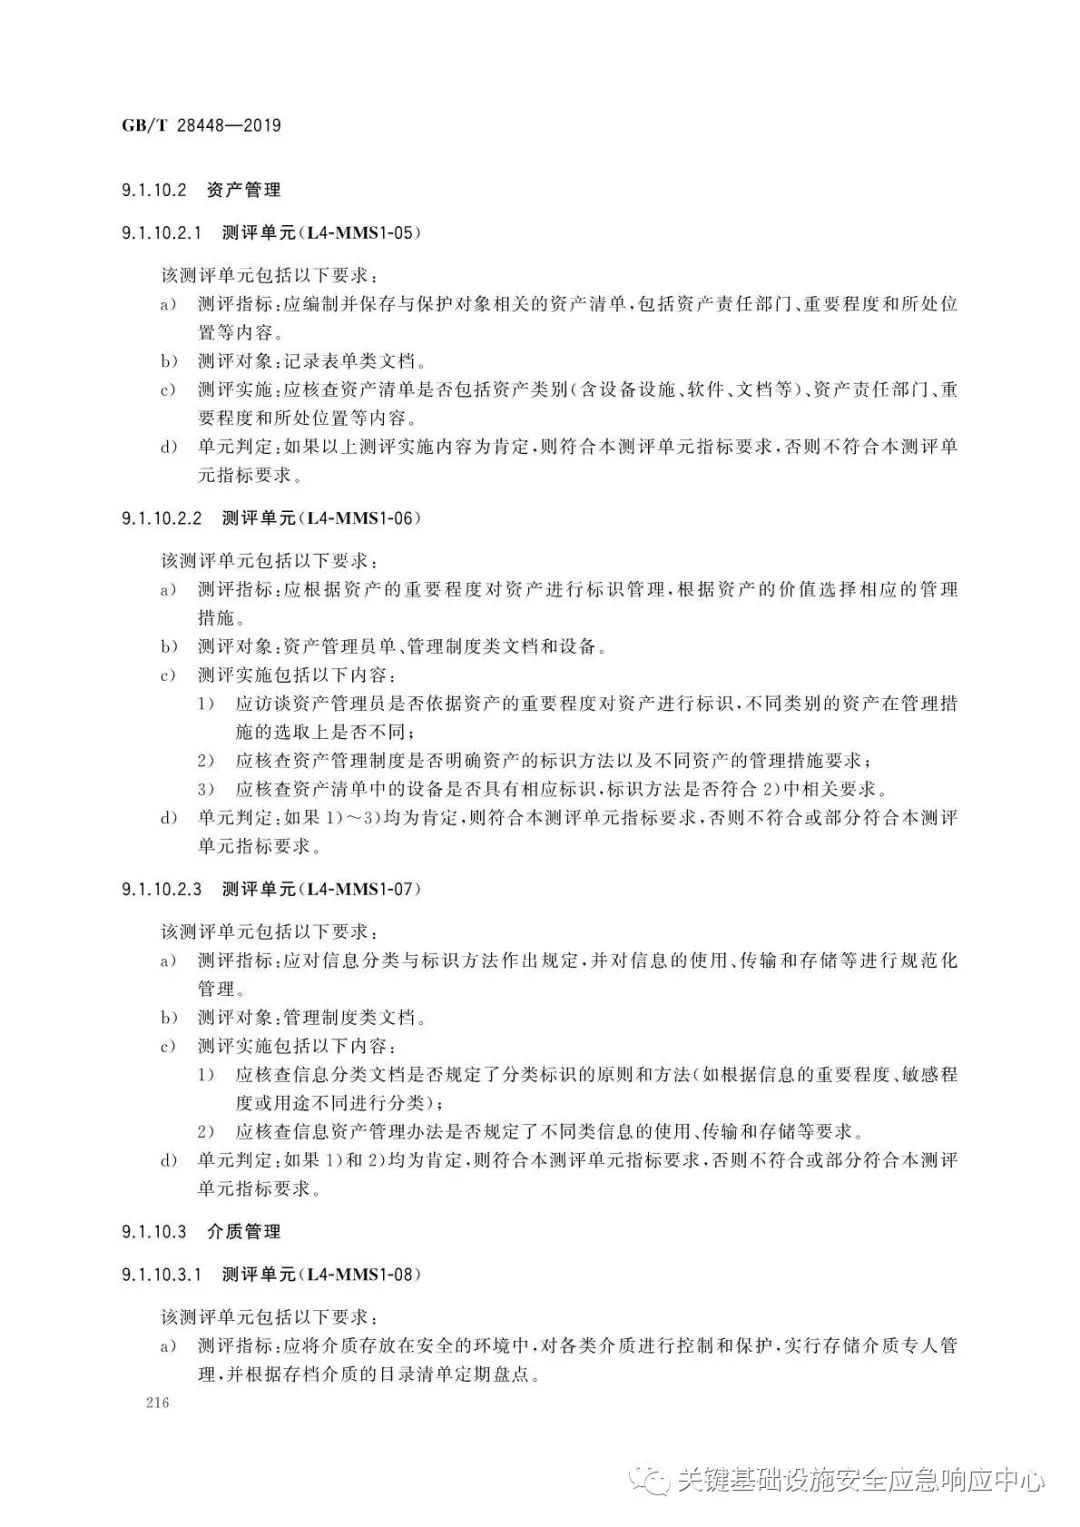 GB/T 28448—2019
9.1.10.2 资产管理
9.1.10.2.1 测评单元(L4-MMS1-05)
该测评单元包括以下要求:
a) 测评指标:应编制并保存与保护对象相关的资产清单,包括资产责任部门、重要程度和所处位
置等内容。
b) 测评对象:记录表单类文档。
c) 测评实施:应核查资产清单是否包括资产类别(含设备设施、软件、文档等)、资产责任部门、重
要程度和所处位置等内容。
d) 单元判定:如果以上测评实施内容为肯定,则符合本测评单元指标要求,否则不符合本测评单
元指标要求。
9.1.10.2.2 测评单元(L4-MMS1-06)
该测评单元包括以下要求:
a) 测评指标:应根据资产的重要程度对资产进行标识管理,根据资产的价值选择相应的管理
措施。
b) 测评对象:资产管理员单、管理制度类文档和设备。
c) 测评实施包括以下内容:
1) 应访谈资产管理员是否依据资产的重要程度对资产进行标识,不同类别的资产在管理措
施的选取上是否不同;
2) 应核查资产管理制度是否明确资产的标识方法以及不同资产的管理措施要求;
3) 应核查资产清单中的设备是否具有相应标识,标识方法是否符合2)中相关要求。
d) 单元判定:如果1)～3)均为肯定,则符合本测评单元指标要求,否则不符合或部分符合本测评
单元指标要求。
9.1.10.2.3 测评单元(L4-MMS1-07)
该测评单元包括以下要求:
a) 测评指标:应对信息分类与标识方法作出规定,并对信息的使用、传输和存储等进行规范化
管理。
b) 测评对象:管理制度类文档。
c) 测评实施包括以下内容:
1) 应核查信息分类文档是否规定了分类标识的原则和方法(如根据信息的重要程度、敏感程
度或用途不同进行分类);
2) 应核查信息资产管理办法是否规定了不同类信息的使用、传输和存储等要求。
d) 单元判定:如果1)和2)均为肯定,则符合本测评单元指标要求,否则不符合或部分符合本测评
单元指标要求。
9.1.10.3 介质管理
9.1.10.3.1 测评单元(L4-MMS1-08)
该测评单元包括以下要求:
a) 测评指标:应将介质存放在安全的环境中,对各类介质进行控制和保护,实行存储介质专人管
理,并根据存档介质的目录清单定期盘点。
216
关键基础设施安全应急响应中心